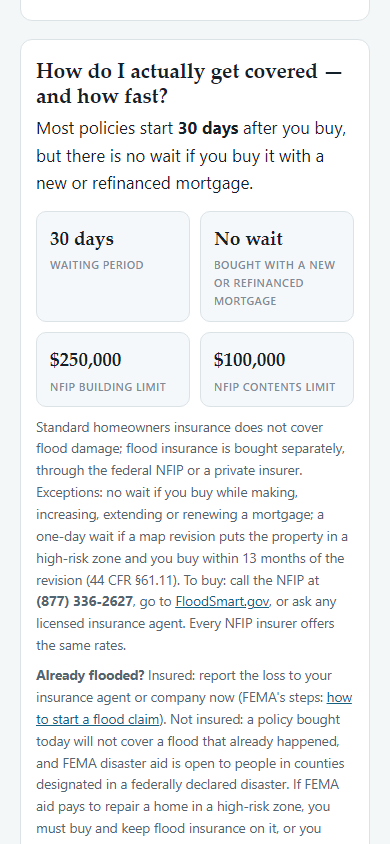 How do I actually get covered —
and how fast?
Most policies start 30 days after you buy,
but there is no wait if you buy it with a
new or refinanced mortgage.
30 days
WAITING PERIOD
No wait
BOUGHT WITH A NEW
OR REFINANCED
MORTGAGE
$250,000
NFIP BUILDING LIMIT
$100,000
NFIP CONTENTS LIMIT
Standard homeowners insurance does not cover
flood damage; flood insurance is bought separately,
through the federal NFIP or a private insurer.
Exceptions: no wait if you buy while making,
increasing, extending or renewing a mortgage; a
one-day wait if a map revision puts the property in a
high-risk zone and you buy within 13 months of the
revision (44 CFR §61.11). To buy: call the NFIP at
(877) 336-2627, go to FloodSmart.gov, or ask any
licensed insurance agent. Every NFIP insurer offers
the same rates.
Already flooded? Insured: report the loss to your
insurance agent or company now (FEMA's steps: how
to start a flood claim). Not insured: a policy bought
today will not cover a flood that already happened,
and FEMA disaster aid is open to people in counties
designated in a federally declared disaster. If FEMA
aid pays to repair a home in a high-risk zone, you
must buy and keep flood insurance on it, or you